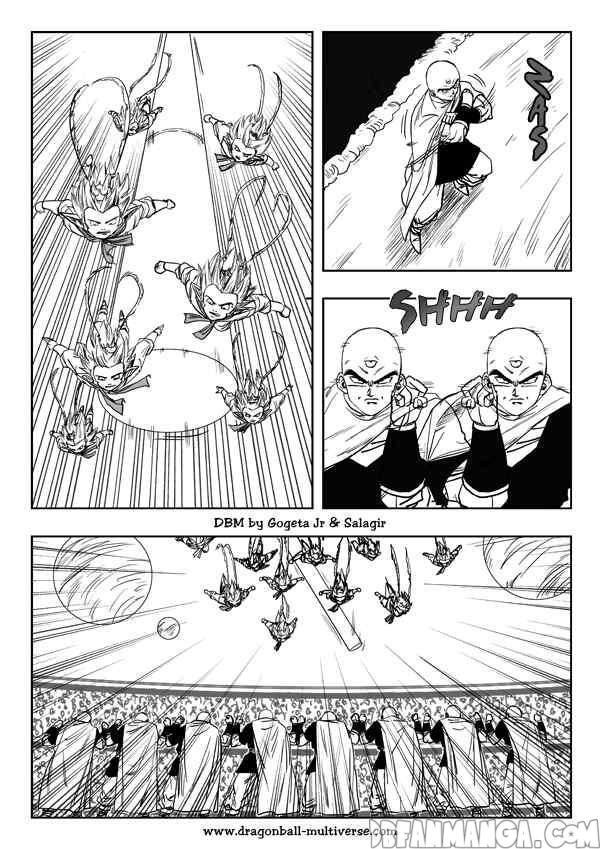 ZAS
SHHH
DBM by Gogeta Jr & Salagir
www.dragonball-multiverse.com
DBFANMANGA.COM